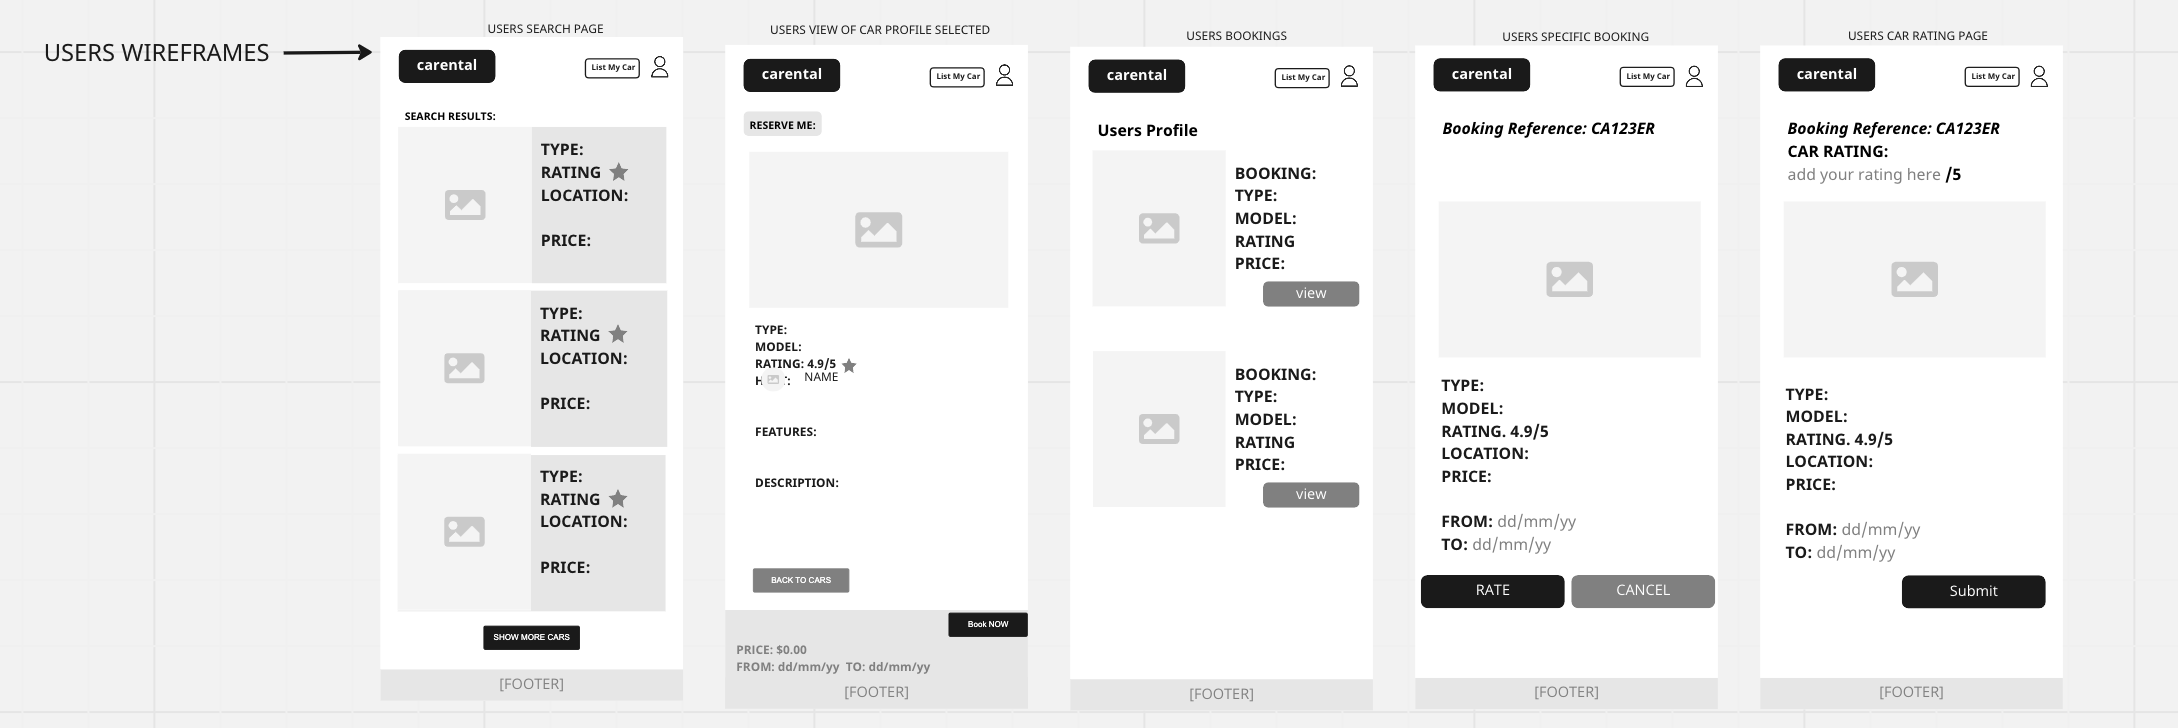 USERS WIREFRAMES
USERS SEARCH PAGE
carental
List My Car
SEARCH RESULTS:
TYPE:
RATING
LOCATION:
PRICE:
TYPE:
RATING
LOCATION:
PRICE:
TYPE:
RATING
LOCATION:
PRICE:
SHOW MORE CARS
[FOOTER]
USERS VIEW OF CAR PROFILE SELECTED
carental
List My Car
RESERVE ME:
TYPE:
MODEL:
RATING: 4.9/5
NAME
FEATURES:
DESCRIPTION:
BACK TO CARS
Book NOW
PRICE: $0.00
FROM: dd/mm/yy TO: dd/mm/yy
[FOOTER]
USERS BOOKINGS
carental
List My Car
Users Profile
BOOKING:
TYPE:
MODEL:
RATING
PRICE:
view
BOOKING:
TYPE:
MODEL:
RATING
PRICE:
view
[FOOTER]
USERS SPECIFIC BOOKING
carental
List My Car
Booking Reference: CA123ER
TYPE:
MODEL:
RATING. 4.9/5
LOCATION:
PRICE:
FROM: dd/mm/yy
TO: dd/mm/yy
RATE
CANCEL
[FOOTER]
USERS CAR RATING PAGE
carental
List My Car
Booking Reference: CA123ER
CAR RATING:
add your rating here /5
TYPE:
MODEL:
RATING. 4.9/5
LOCATION:
PRICE:
FROM: dd/mm/yy
TO: dd/mm/yy
Submit
[FOOTER]